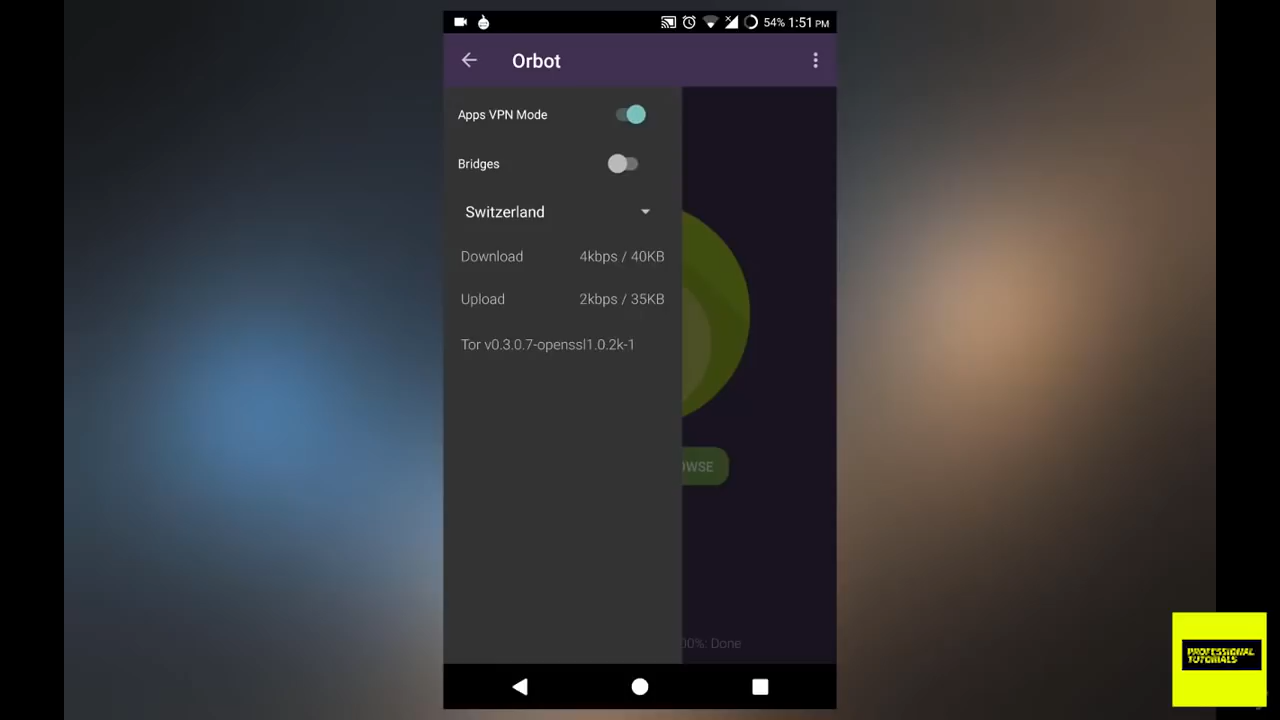 54% 1:51 PM
Orbot
Apps VPN Mode
Bridges
Switzerland
Download 4kbps / 40KB
Upload 2kbps / 35KB
Tor v0.3.0.7-openssl1.0.2k-1
OWSE
00%: Done
PROFESSIONAL
TUTORIALS